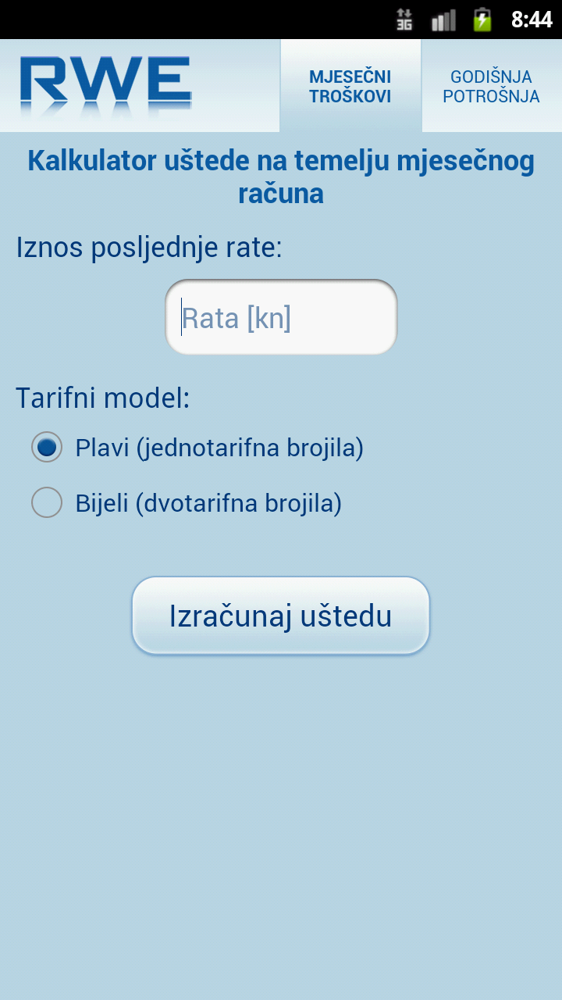 3G
8:44
RWE
MJESEČNI
TROŠKOVI
GODIŠNJA
POTROŠNJA
Kalkulator uštede na temelju mjesečnog
računa
Iznos posljednje rate:
Rata [kn]
Tarifni model:
Plavi (jednotarifna brojila)
Bijeli (dvotarifna brojila)
Izračunaj uštedu